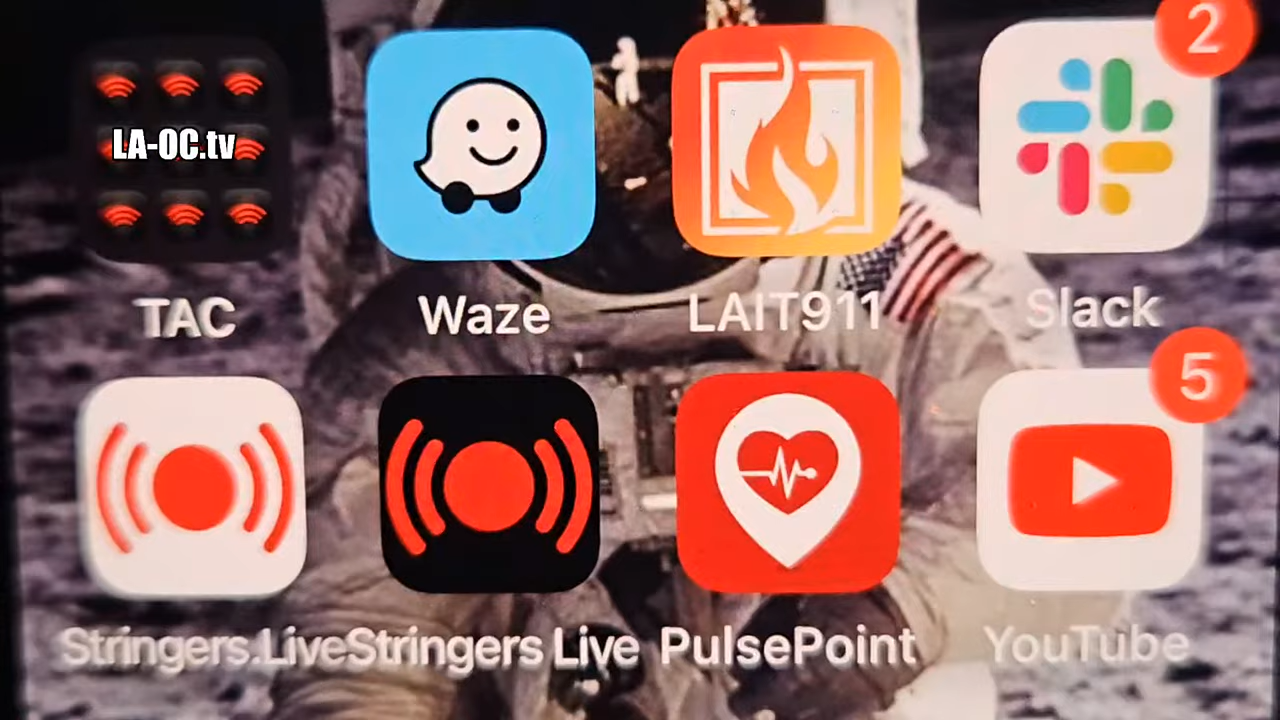 2
LA-OC.tv
TAC
Waze
LAIT911
Slack
5
Stringers.Live
Stringers Live
PulsePoint
YouTube